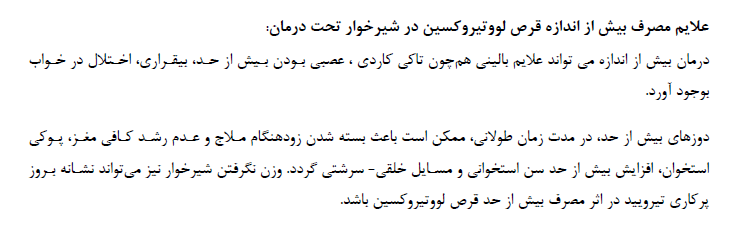 علایم مصرف بیش از اندازه قرص لووتیروکسین در شیرخوار تحت درمان:
درمان بیش از اندازه می تواند علایم بالینی هم‌چون تاکی کاردی ، عصبی بودن بیش از حد، بیقراری، اختلال در خواب
بوجود آورد.
دوزهای بیش از حد، در مدت زمان طولانی، ممکن است باعث بسته شدن زودهنگام ملاج و عدم رشد کافی مغز، پوکی
استخوان، افزایش بیش از حد سن استخوانی و مسایل خلقی- سرشتی گردد. وزن نگرفتن شیرخوار نیز می‌تواند نشانه بروز
پرکاری تیرویید در اثر مصرف بیش از حد قرص لووتیروکسین باشد.